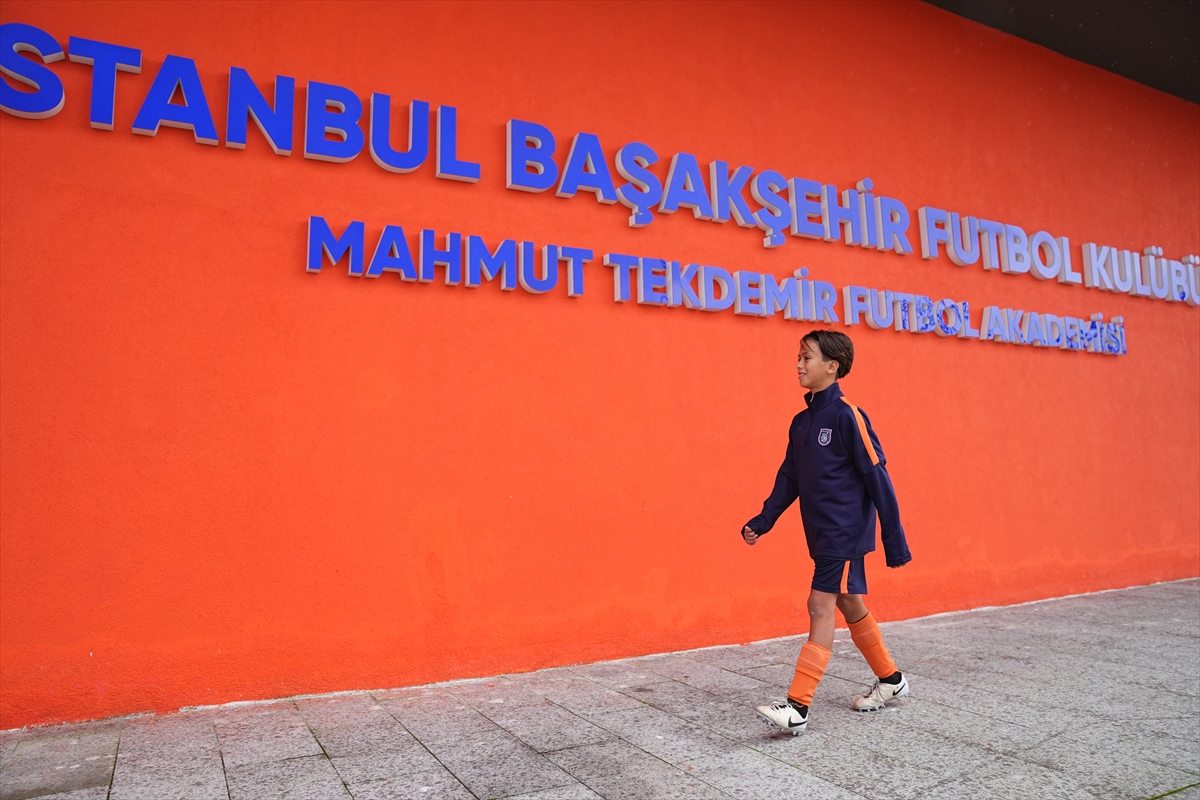 STANBUL BAŞAKŞEHİR FUTBOL KULÜBÜ
MAHMUT TEKDEMİR FUTBOL AKADEMİSİ